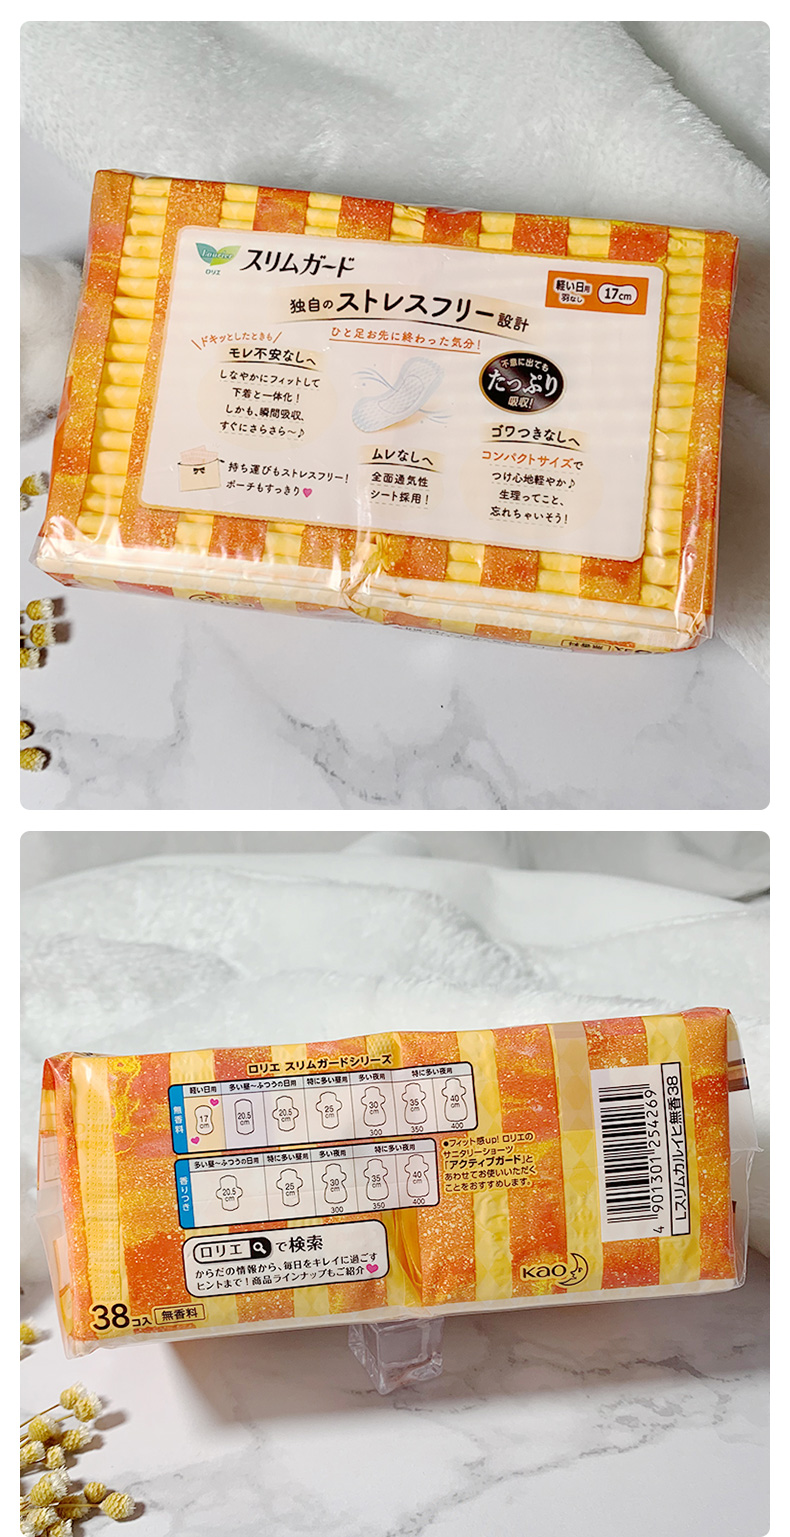 Laurier
ロリエ
スリムガード
軽い日用
羽なし
17cm
独自のストレスフリー設計
ひと足お先に終わった気分!
ドキッとしたときも
モレ不安なしへ
しなやかにフィットして
下着と一体化!
しかも、瞬間吸収、
すぐにさらさら〜♪
持ち運びもストレスフリー!
ポーチもすっきり♥
ムレなしへ
全面通気性
シート採用!
不意に出ても
たっぷり
吸収!
ゴワつきなしへ
コンパクトサイズで
つけ心地軽やか♪
生理ってこと、
忘れちゃいそう!
ロリエ スリムガードシリーズ
軽い日用 多い昼〜ふつうの日用 特に多い昼用 多い夜用 特に多い夜用
無香料
17cm 20.5cm 20.5cm 25cm 30cm 35cm 40cm
300 350 400
多い昼〜ふつうの日用 特に多い昼用 多い夜用 特に多い夜用
香りつき
20.5cm 25cm 30cm 35cm 40cm
300 350 400
●フィット感up! ロリエの
サニタリーショーツ
「アクティブガード」と
あわせてお使いいただく
ことをおすすめします。
ロリエ で検索
からだの情報から、毎日をキレイに過ごす
ヒントまで!商品ラインナップもご紹介♥
38コ入 無香料
Kao
4 901301 254269
Lスリムカルイヒ無香38